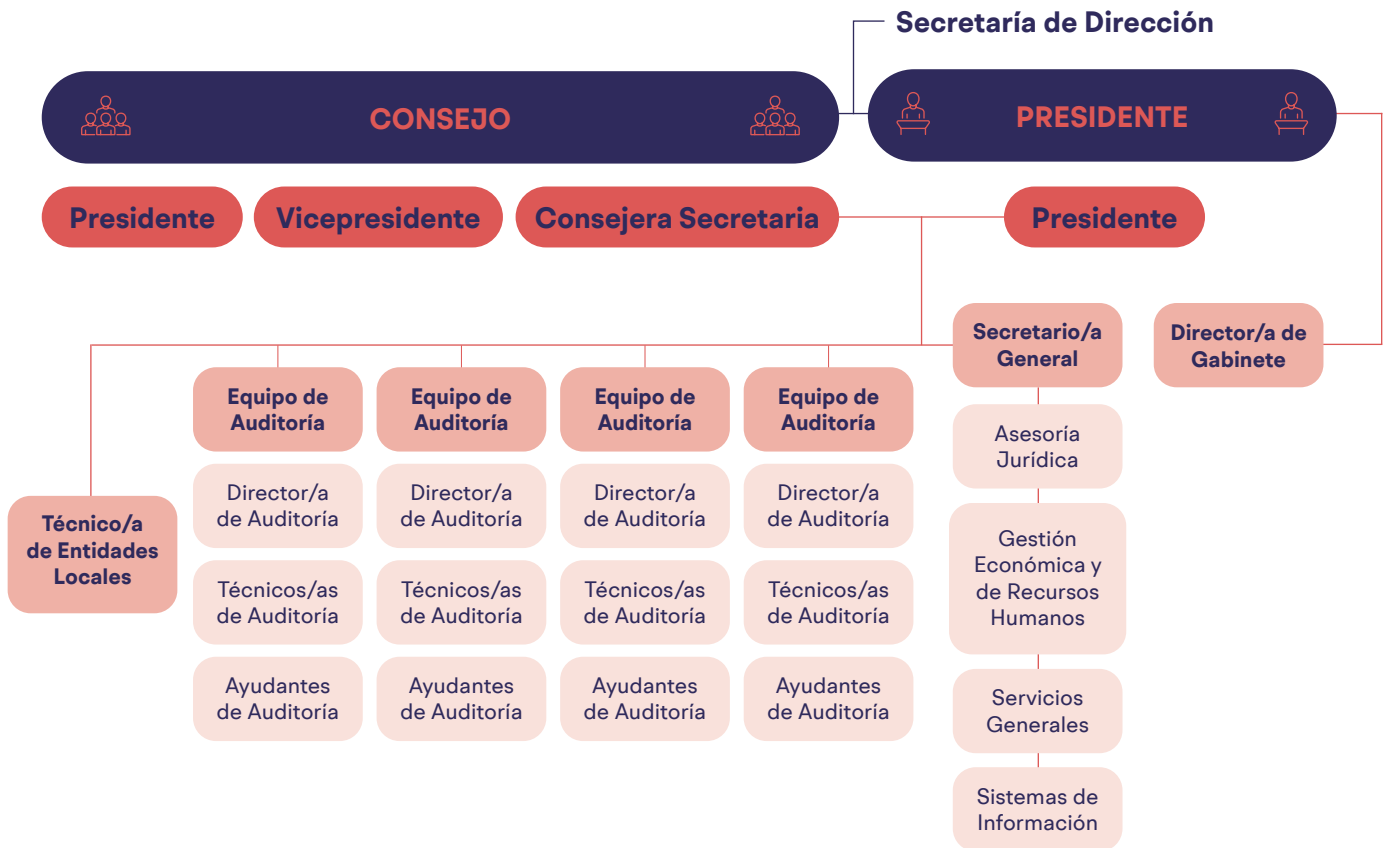 Secretaría de Dirección
CONSEJO
PRESIDENTE
Presidente
Vicepresidente
Consejera Secretaria
Presidente
Secretario/a
General
Director/a de
Gabinete
Técnico/a
de Entidades
Locales
Equipo de
Auditoría
Director/a
de Auditoría
Técnicos/as
de Auditoría
Ayudantes
de Auditoría
Equipo de
Auditoría
Director/a
de Auditoría
Técnicos/as
de Auditoría
Ayudantes
de Auditoría
Equipo de
Auditoría
Director/a
de Auditoría
Técnicos/as
de Auditoría
Ayudantes
de Auditoría
Equipo de
Auditoría
Director/a
de Auditoría
Técnicos/as
de Auditoría
Ayudantes
de Auditoría
Asesoría
Jurídica
Gestión
Económica y
de Recursos
Humanos
Servicios
Generales
Sistemas de
Información